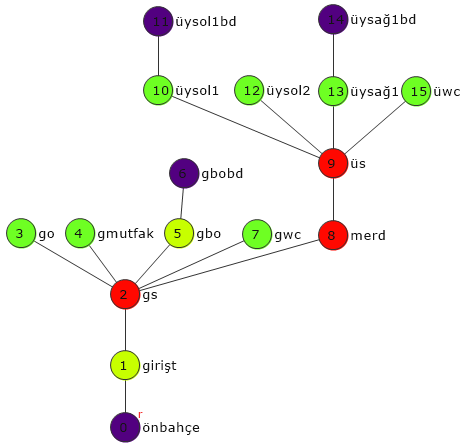 11 üysol1bd
14 üysağ1bd
10 üysol1
12 üysol2
13 üysağ1
15 üwc
9 üs
6 gbobd
3 go
4 gmutfak
5 gbo
7 gwc
8 merd
2 gs
1 girişt
r
0 önbahçe